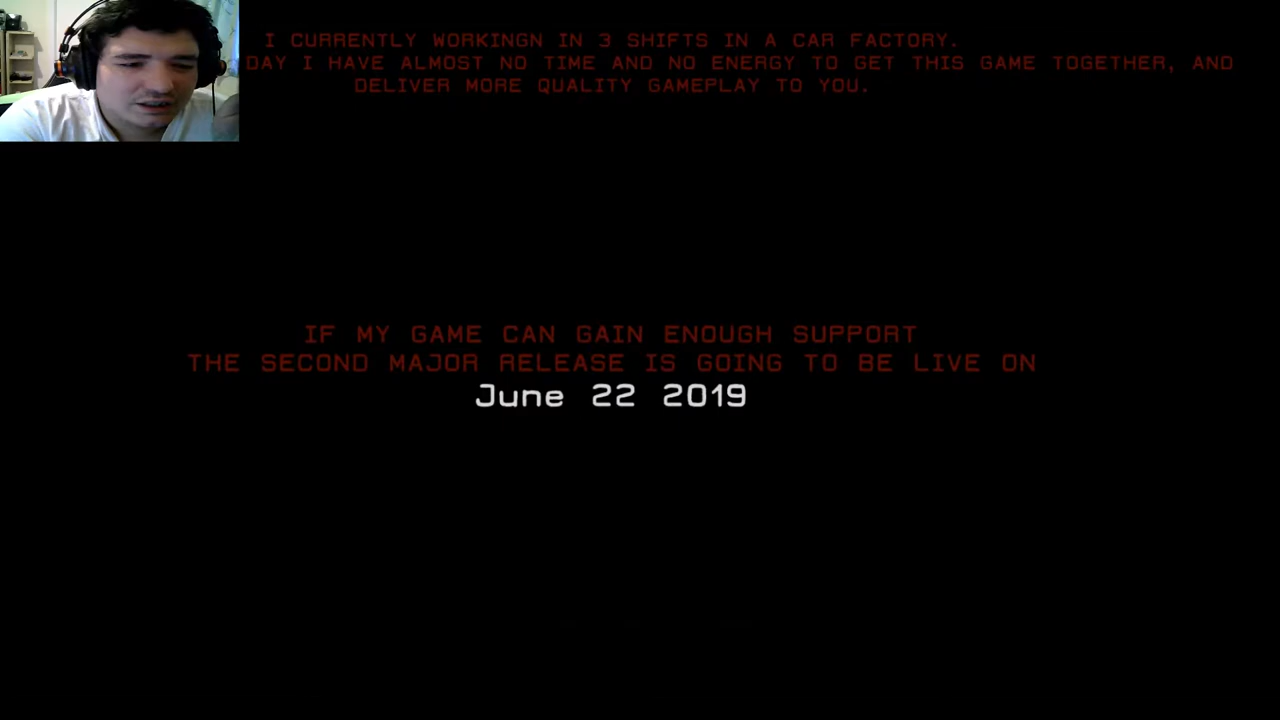 I CURRENTLY WORKINGN IN 3 SHIFTS IN A CAR FACTORY.
DAY I HAVE ALMOST NO TIME AND NO ENERGY TO GET THIS GAME TOGETHER, AND
DELIVER MORE QUALITY GAMEPLAY TO YOU.
IF MY GAME CAN GAIN ENOUGH SUPPORT
THE SECOND MAJOR RELEASE IS GOING TO BE LIVE ON
June 22 2019